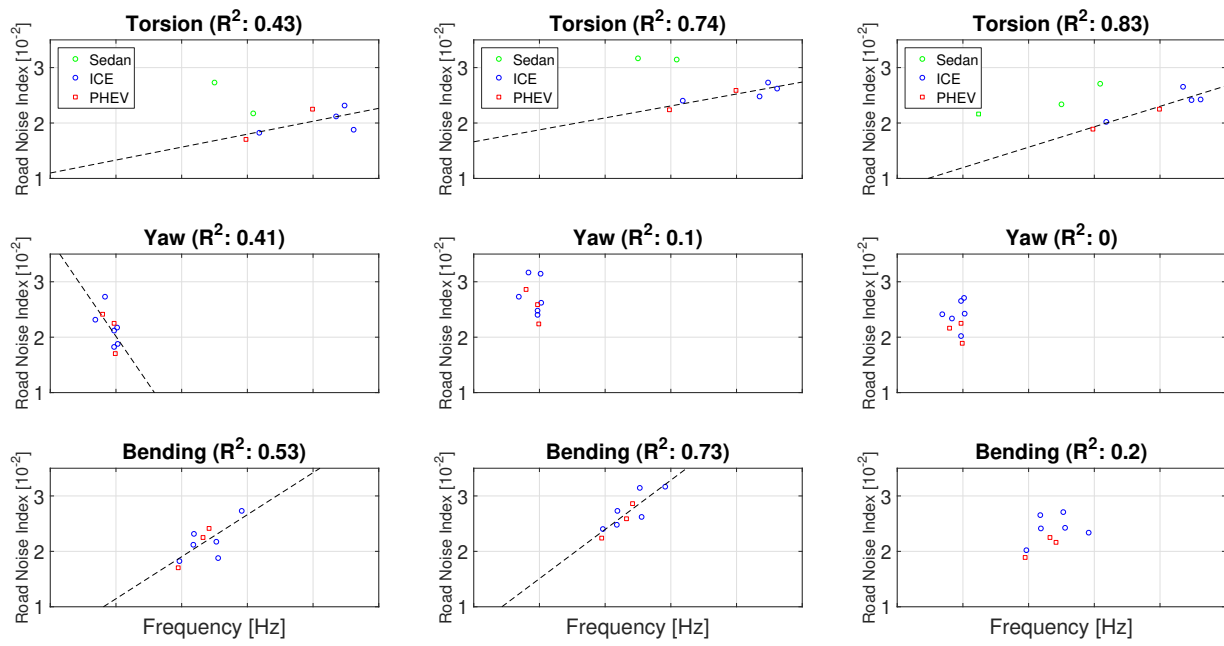 Torsion (R²: 0.43)
Road Noise Index [10⁻²]
3
2
1
Sedan
ICE
PHEV
Torsion (R²: 0.74)
Road Noise Index [10⁻²]
3
2
1
Sedan
ICE
PHEV
Torsion (R²: 0.83)
Road Noise Index [10⁻²]
3
2
1
Sedan
ICE
PHEV
Yaw (R²: 0.41)
Road Noise Index [10⁻²]
3
2
1
Yaw (R²: 0.1)
Road Noise Index [10⁻²]
3
2
1
Yaw (R²: 0)
Road Noise Index [10⁻²]
3
2
1
Bending (R²: 0.53)
Road Noise Index [10⁻²]
3
2
1
Frequency [Hz]
Bending (R²: 0.73)
Road Noise Index [10⁻²]
3
2
1
Frequency [Hz]
Bending (R²: 0.2)
Road Noise Index [10⁻²]
3
2
1
Frequency [Hz]